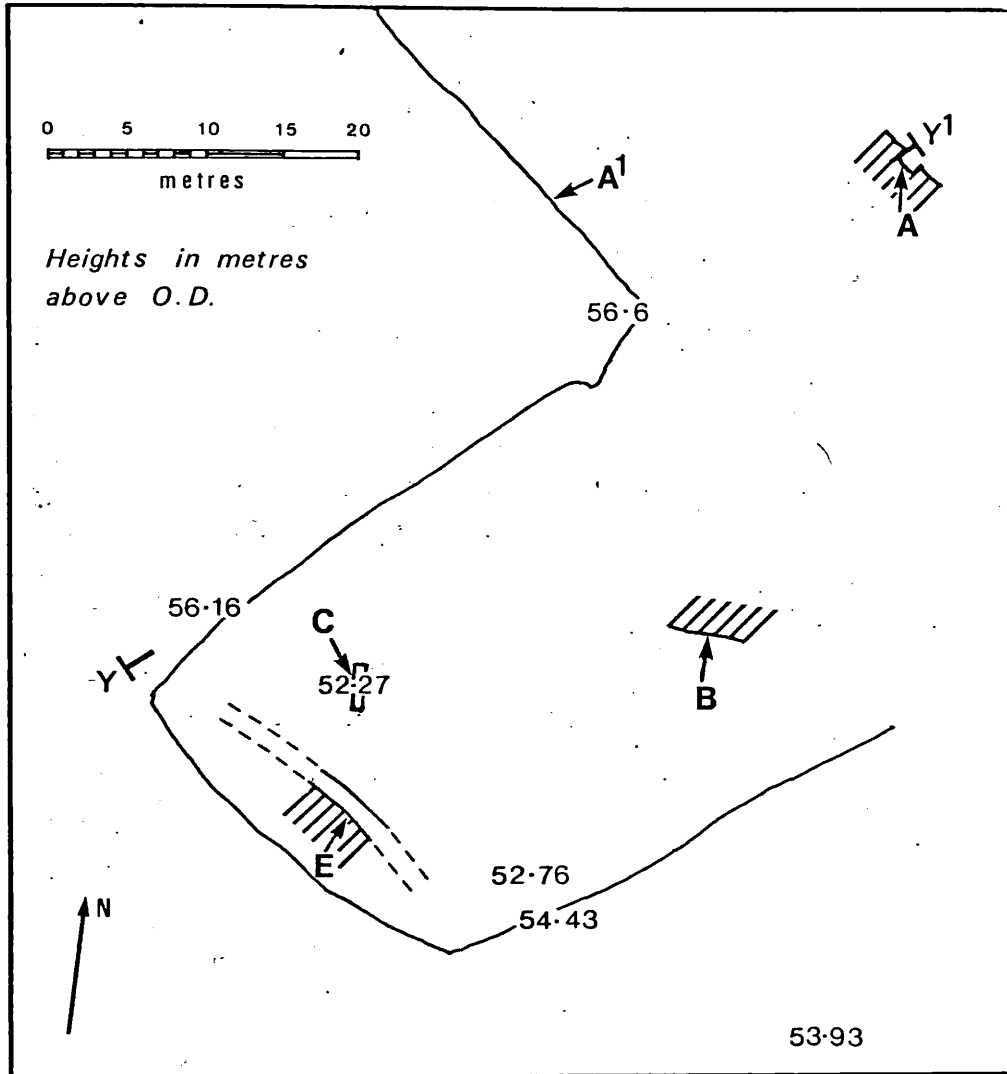 0 5 10 15 20
metres
Heights in metres
above O.D.
A¹
Y¹
A
56·6
56·16
C
Y
52·27
B
E
52·76
N
54·43
53·93